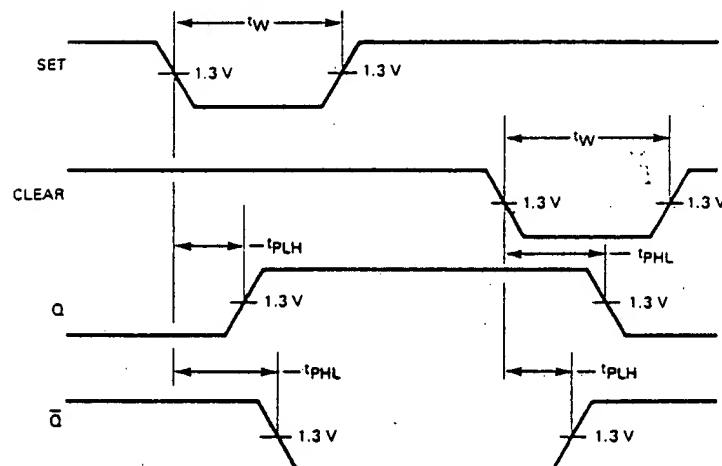 tW
SET
1.3 V
1.3 V
tW
CLEAR
1.3 V
1.3 V
tPLH
tPHL
Q
1.3 V
1.3 V
tPHL
tPLH
Q̅
1.3 V
1.3 V